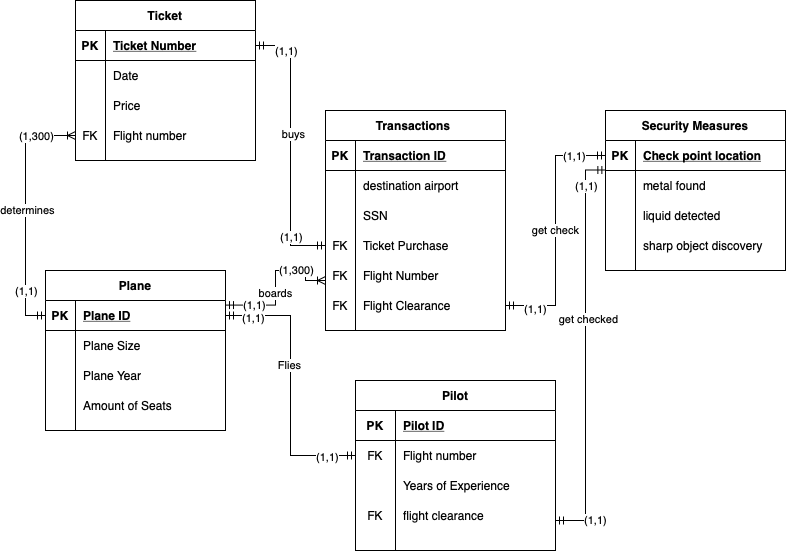 Ticket
PK Ticket Number
Date
Price
FK Flight number
(1,1)
(1,300)
buys
determines
(1,1)
(1,1)
Transactions
PK Transaction ID
destination airport
SSN
FK Ticket Purchase
FK Flight Number
FK Flight Clearance
Security Measures
PK Check point location
metal found
liquid detected
sharp object discovery
(1,1)
(1,1)
get check
(1,1)
get checked
Plane
PK Plane ID
Plane Size
Plane Year
Amount of Seats
(1,300)
boards
(1,1)
(1,1)
Flies
(1,1)
Pilot
PK Pilot ID
FK Flight number
Years of Experience
FK flight clearance
(1,1)